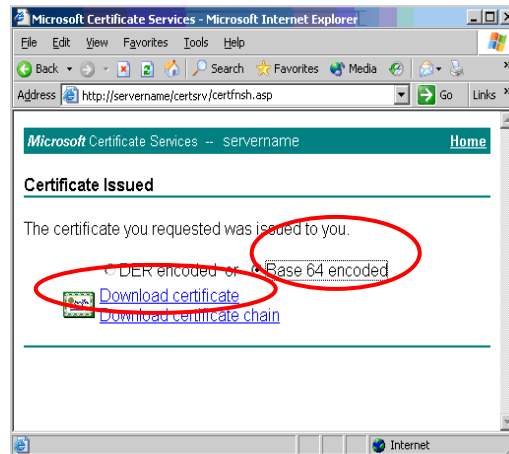 Microsoft Certificate Services - Microsoft Internet Explorer
File Edit View Favorites Tools Help
Back Search Favorites Media »
Address http://servername/certsrv/certfnsh.asp Go Links »
Microsoft Certificate Services -- servername Home
Certificate Issued
The certificate you requested was issued to you.
DER encoded or Base 64 encoded
Download certificate
Download certificate chain
Internet